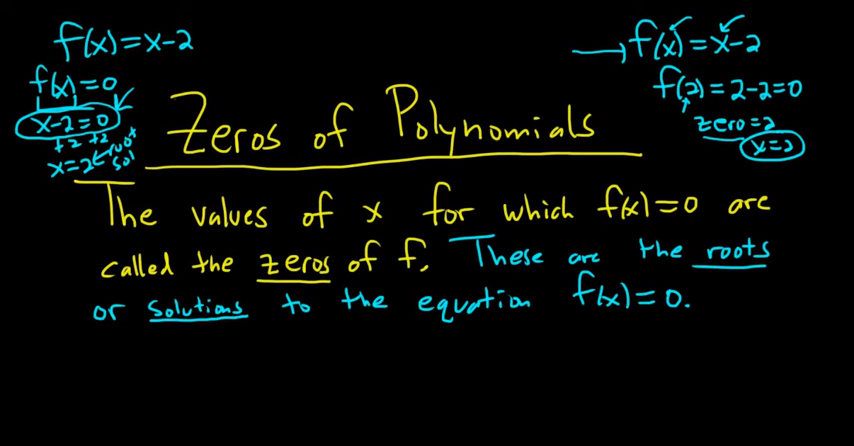 f(x) = x-2
f(x) = 0
x-2=0
+2 +2
x=2 ← root
sol
→ f(x) = x-2
f(2) = 2-2=0
zero=2
x=2
Zeros of Polynomials
The values of x for which f(x)=0 are
called the zeros of f. These are the roots
or solutions to the equation f(x)=0.